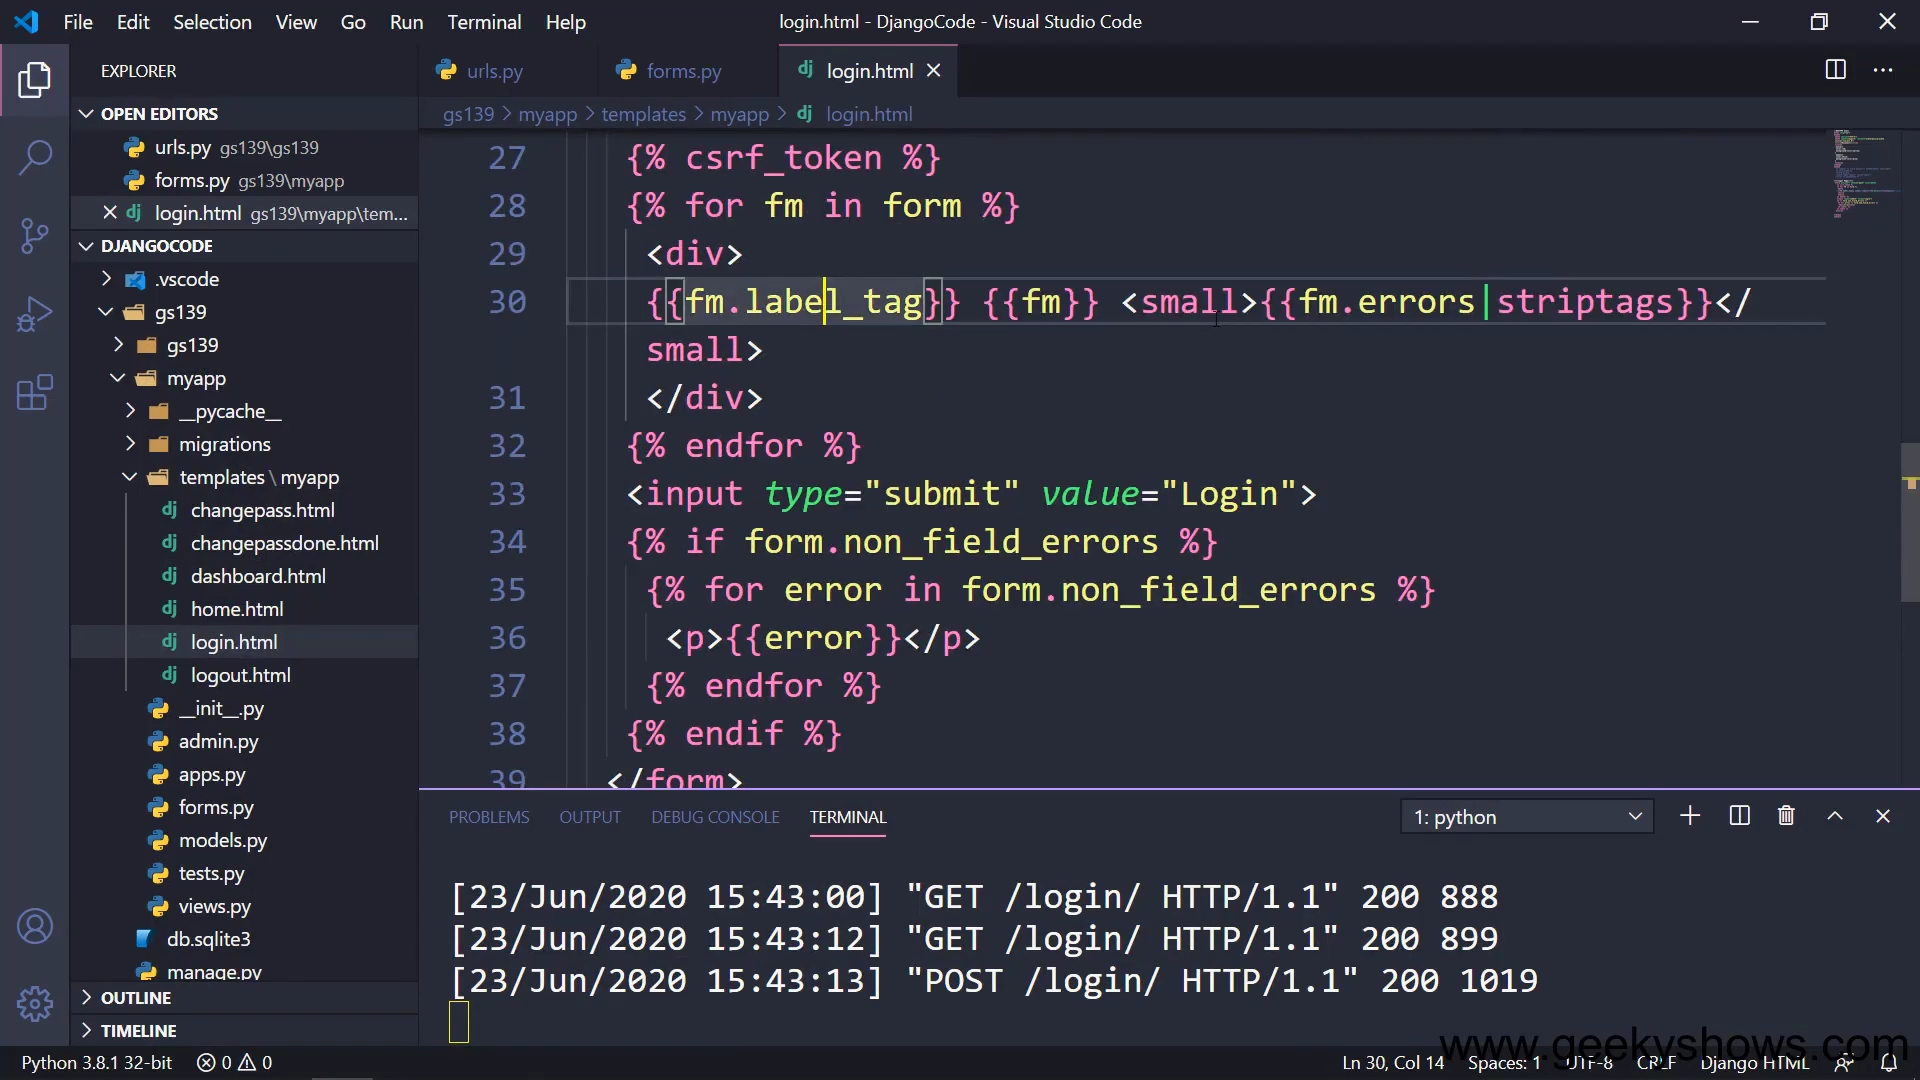 File Edit Selection View Go Run Terminal Help
login.html - DjangoCode - Visual Studio Code
EXPLORER
OPEN EDITORS
urls.py gs139\gs139
forms.py gs139\myapp
login.html gs139\myapp\tem...
DJANGOCODE
.vscode
gs139
gs139
myapp
__pycache__
migrations
templates \ myapp
changepass.html
changepassdone.html
dashboard.html
home.html
login.html
logout.html
__init__.py
admin.py
apps.py
forms.py
models.py
tests.py
views.py
db.sqlite3
manage.py
OUTLINE
TIMELINE
urls.py forms.py login.html
gs139 > myapp > templates > myapp > login.html
27 {% csrf_token %}
28 {% for fm in form %}
29 <div>
30 {{fm.label_tag}} {{fm}} <small>{{fm.errors|striptags}}</
small>
31 </div>
32 {% endfor %}
33 <input type="submit" value="Login">
34 {% if form.non_field_errors %}
35 {% for error in form.non_field_errors %}
36 <p>{{error}}</p>
37 {% endfor %}
38 {% endif %}
39 </form>
PROBLEMS OUTPUT DEBUG CONSOLE TERMINAL 1: python
[23/Jun/2020 15:43:00] "GET /login/ HTTP/1.1" 200 888
[23/Jun/2020 15:43:12] "GET /login/ HTTP/1.1" 200 899
[23/Jun/2020 15:43:13] "POST /login/ HTTP/1.1" 200 1019
www.geekyshows.com
Python 3.8.1 32-bit 0 0 Ln 30, Col 14 Spaces: 1 UTF-8 CRLF Django HTML